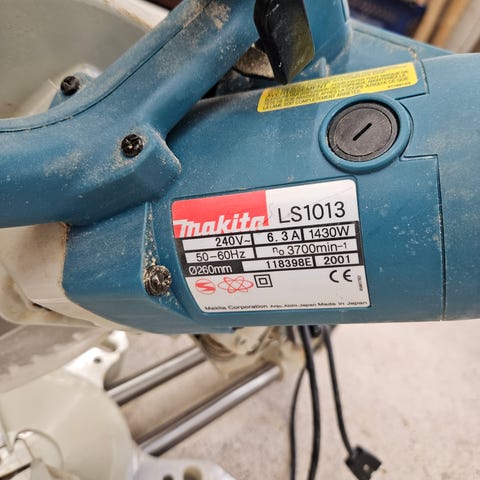 AVERTISSEMENT
makita LS1013
240V~ 6.3A 1430W
50-60Hz n₀ 3700min⁻¹
Ø260mm 118398E 2001
CE
Makita Corporation Anjo, Aichi, Japan Made in Japan